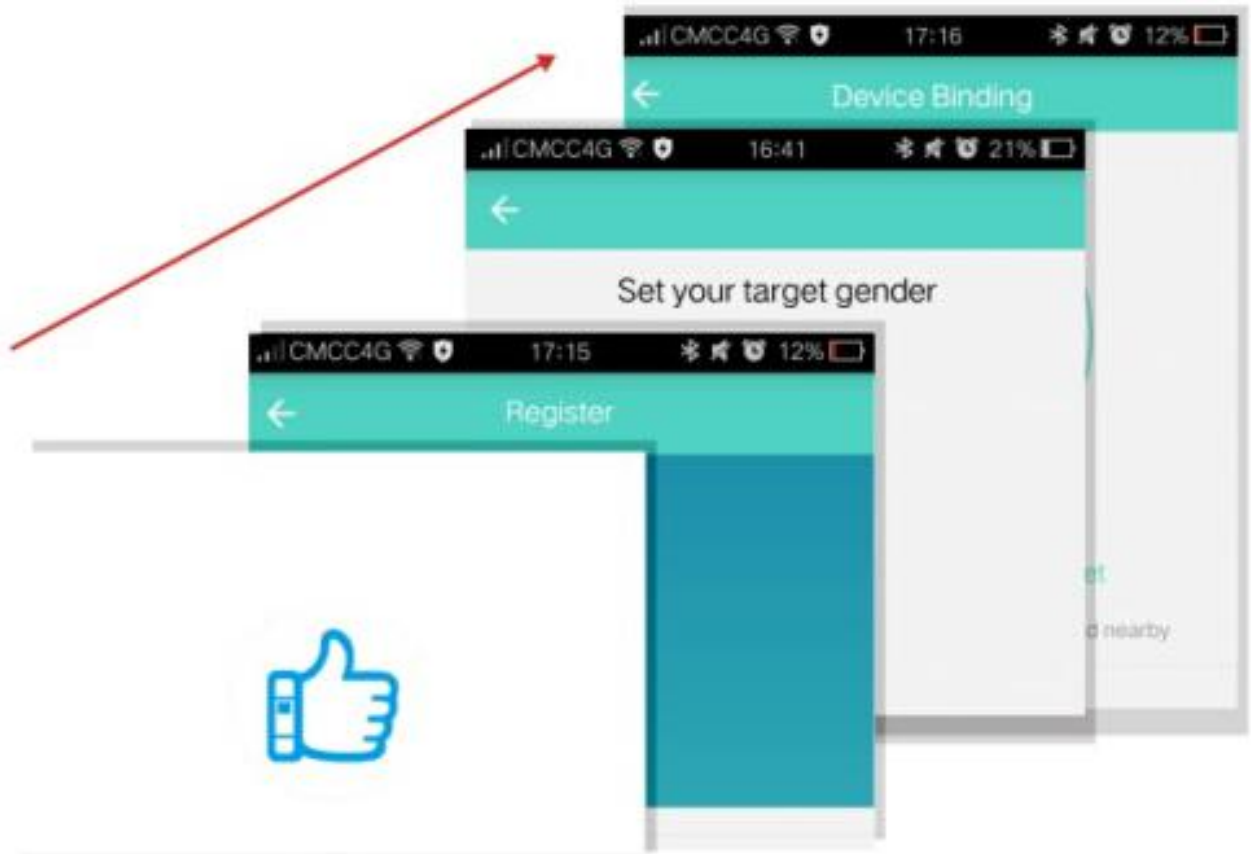 CMCC4G 17:16 12%
Device Binding
CMCC4G 16:41 21%
Set your target gender
CMCC4G 17:15 12%
Register
et
d nearby